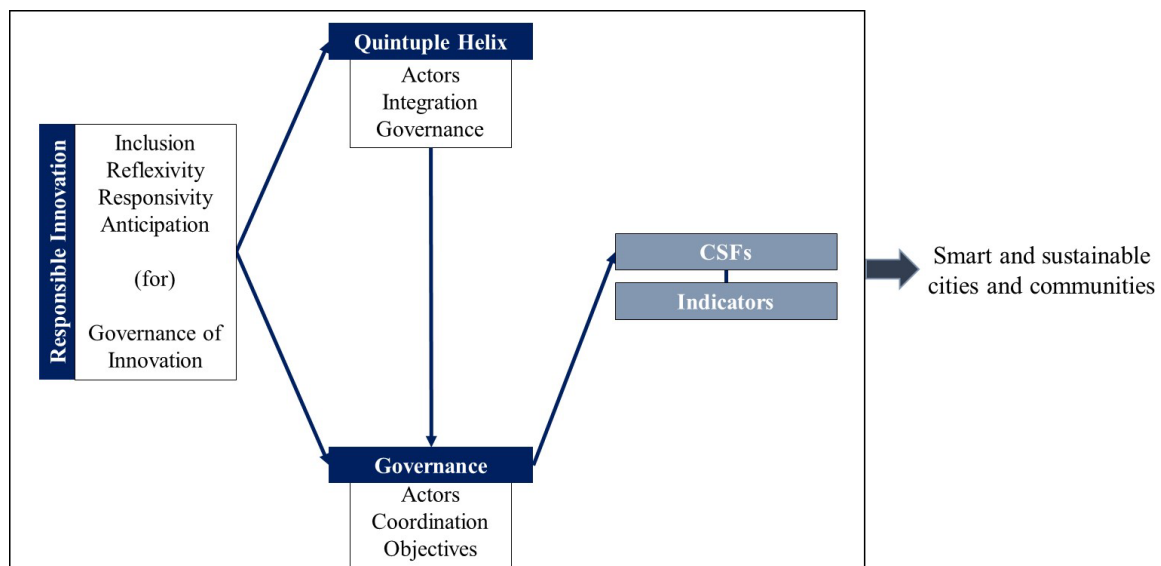 Responsible Innovation
Inclusion
Reflexivity
Responsivity
Anticipation
(for)
Governance of
Innovation
Quintuple Helix
Actors
Integration
Governance
Governance
Actors
Coordination
Objectives
CSFs
Indicators
Smart and sustainable
cities and communities